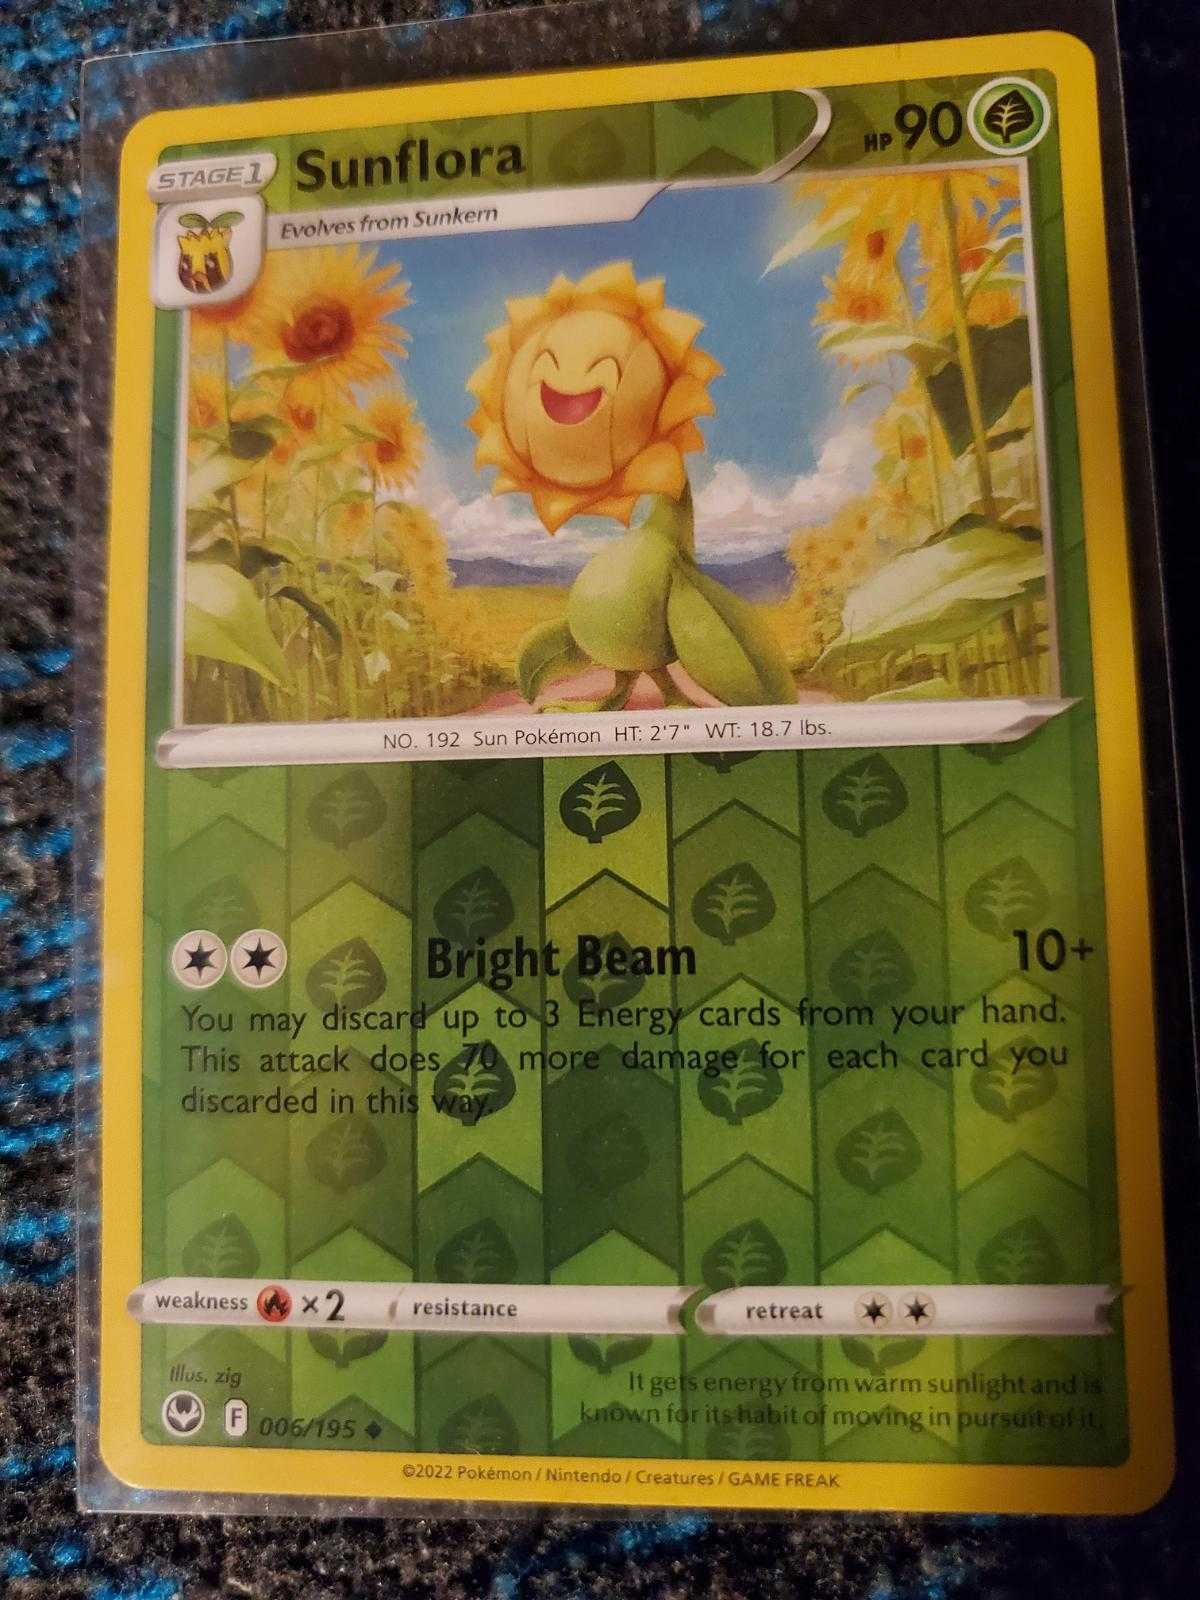 STAGE1 Sunflora HP 90
Evolves from Sunkern
NO. 192 Sun Pokémon HT: 2'7" WT: 18.7 lbs.
Bright Beam 10+
You may discard up to 3 Energy cards from your hand.
This attack does 70 more damage for each card you
discarded in this way.
weakness ×2 resistance retreat
Illus. zig
It gets energy from warm sunlight and is
known for its habit of moving in pursuit of it.
F 006/195
©2022 Pokémon / Nintendo / Creatures / GAME FREAK